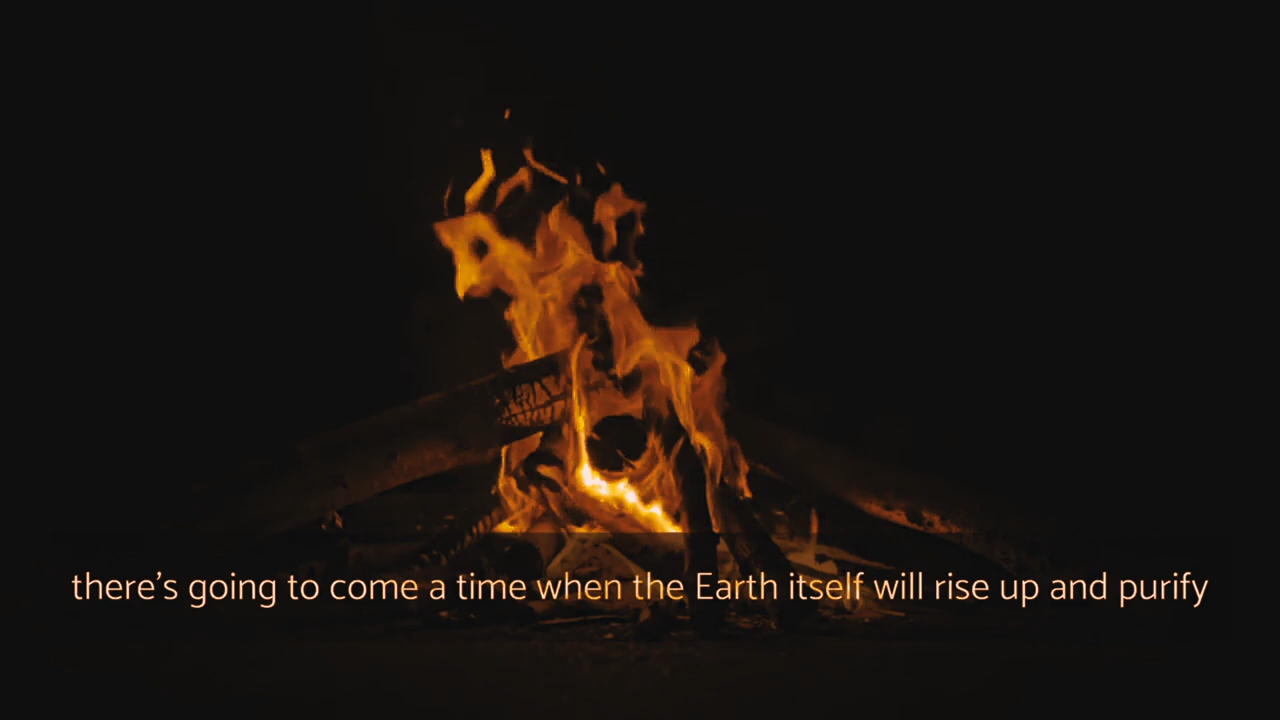 there’s going to come a time when the Earth itself will rise up and purify